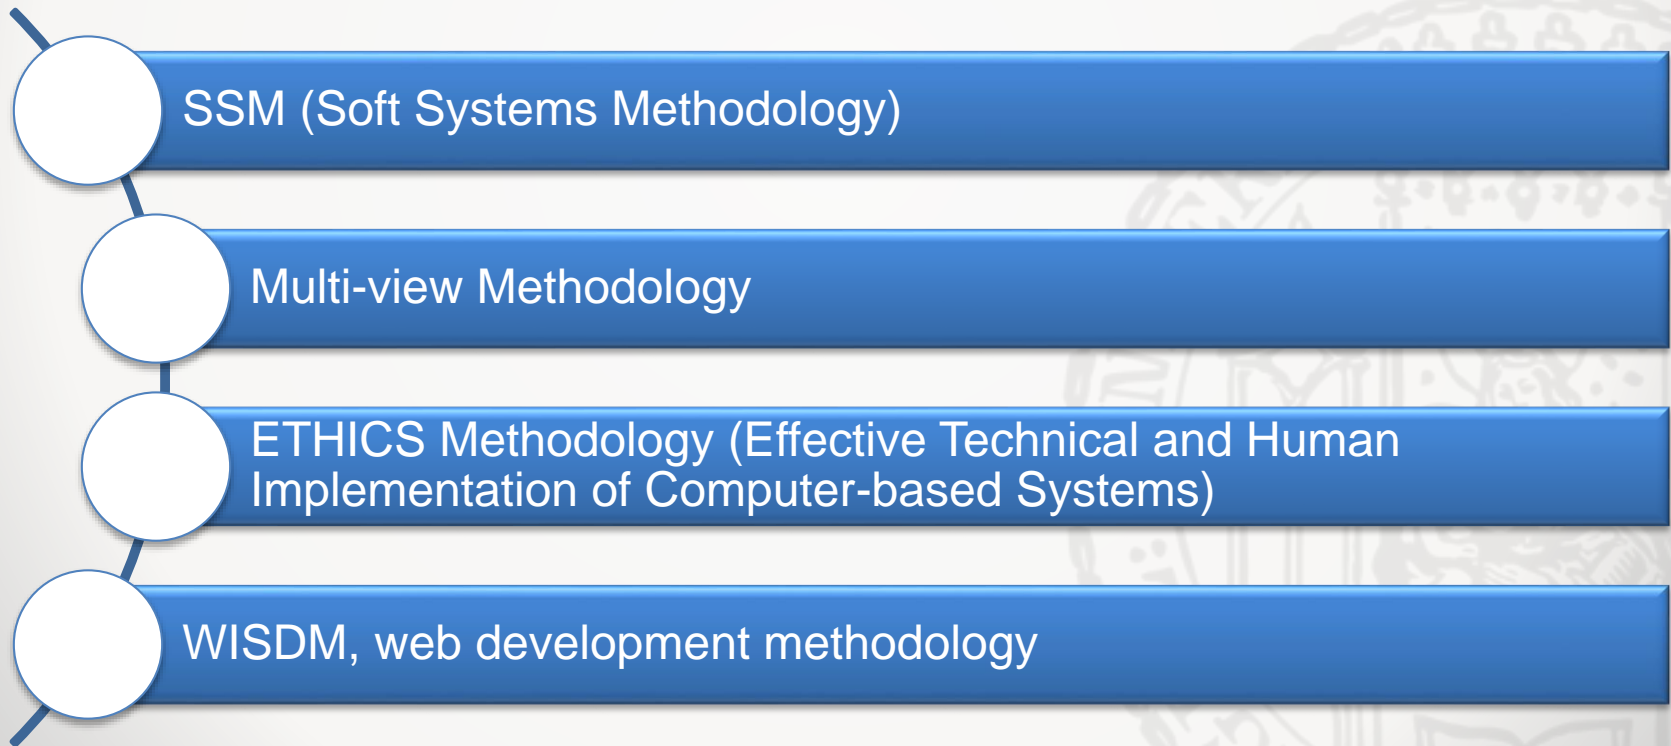 SSM (Soft Systems Methodology)
Multi-view Methodology
ETHICS Methodology (Effective Technical and Human
Implementation of Computer-based Systems)
WISDM, web development methodology